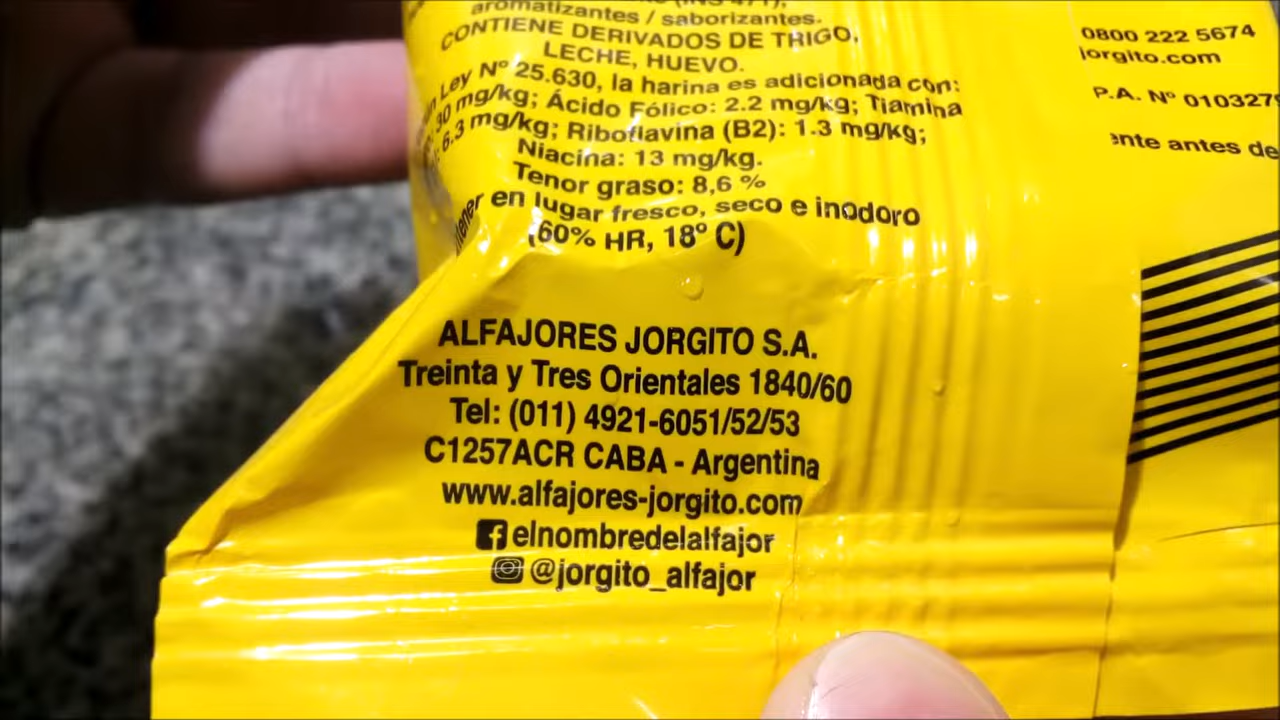 aromatizantes / saborizantes.
CONTIENE DERIVADOS DE TRIGO,
LECHE, HUEVO.
Ley Nº 25.630, la harina es adicionada con:
30 mg/kg; Ácido Fólico: 2.2 mg/kg; Tiamina
6.3 mg/kg; Riboflavina (B2): 1.3 mg/kg;
Niacina: 13 mg/kg.
Tenor graso: 8,6 %
en lugar fresco, seco e inodoro
(60% HR, 18º C)
ALFAJORES JORGITO S.A.
Treinta y Tres Orientales 1840/60
Tel: (011) 4921-6051/52/53
C1257ACR CABA - Argentina
www.alfajores-jorgito.com
elnombredelalfajor
@jorgito_alfajor
0800 222 5674
jorgito.com
P.A. Nº 010327
antes de